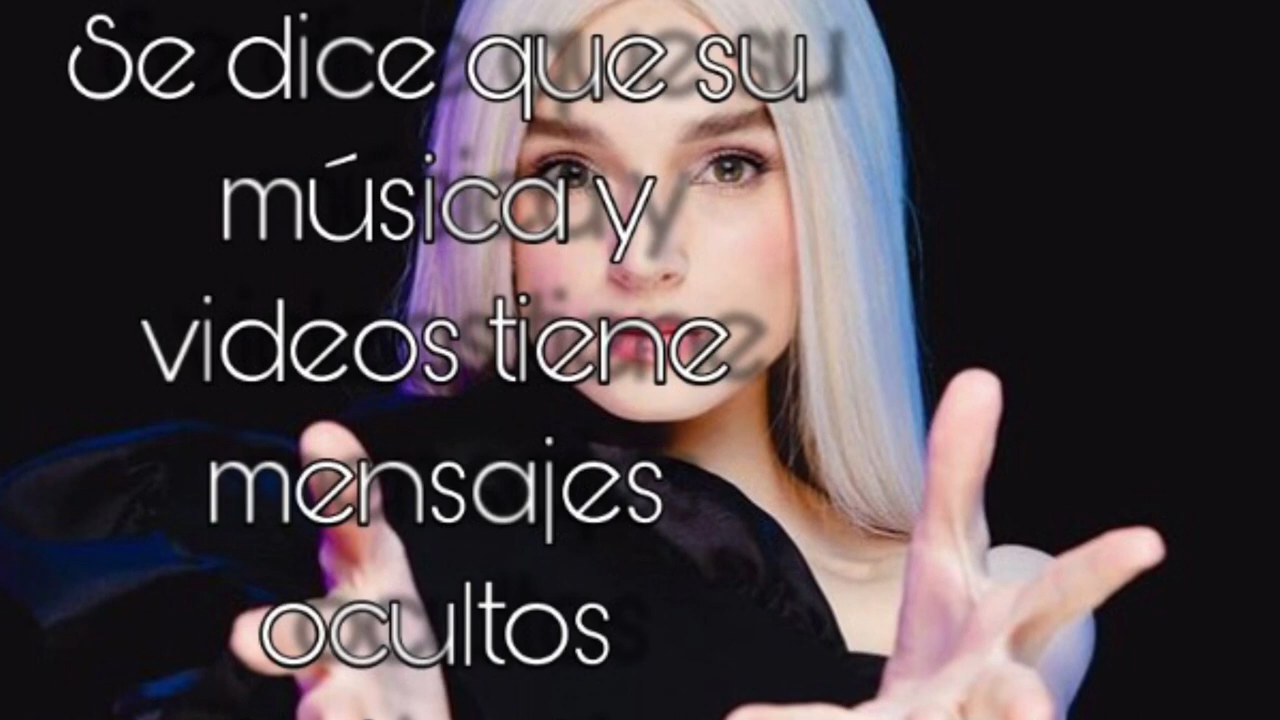 Se dice que su
música y
videos tiene
mensajes
ocultos